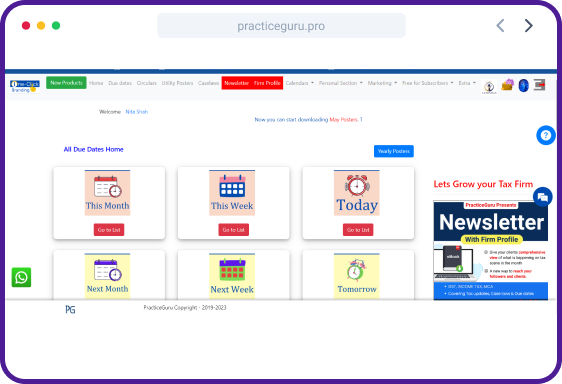 practiceguru.pro
One-Click
Branding
New Products Home Due dates Circulars Utility Posters Caselaws Newsletter Firm Profile Calendars Personal Section Marketing Free for Subscribers Extra
Welcome
Now you can start downloading May Posters. !
All Due Dates Home
Yearly Posters
This Month
Go to List
This Week
Go to List
Today
Go to List
Next Month
Next Week
Tomorrow
Lets Grow your Tax Firm
PracticeGuru Presents
Newsletter
With Firm Profile
Give your clients comprehensive
view of what is happening on tax
scene in the month
A new way to reach your
followers and clients.
GST, INCOME TAX, MCA
Covering Tax updates, Case laws & Due dates
PG
PracticeGuru Copyright - 2019-2023